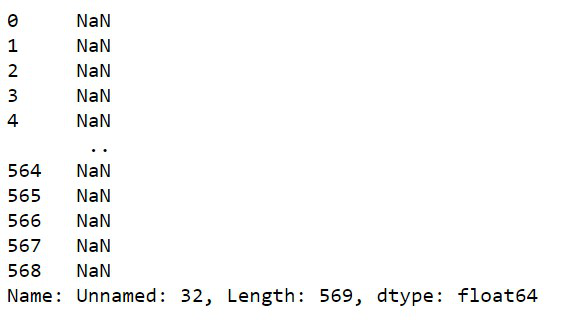 0     NaN
1     NaN
2     NaN
3     NaN
4     NaN
       ..
564   NaN
565   NaN
566   NaN
567   NaN
568   NaN
Name: Unnamed: 32, Length: 569, dtype: float64